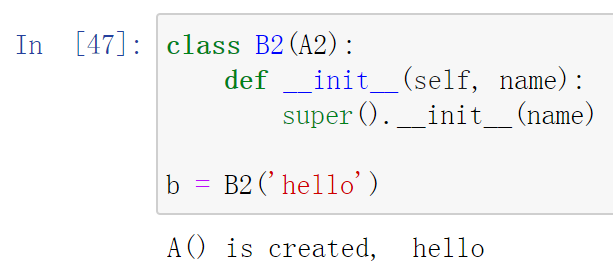 In [47]: class B2(A2):
def __init__(self, name):
super().__init__(name)
b = B2('hello')
A() is created,  hello